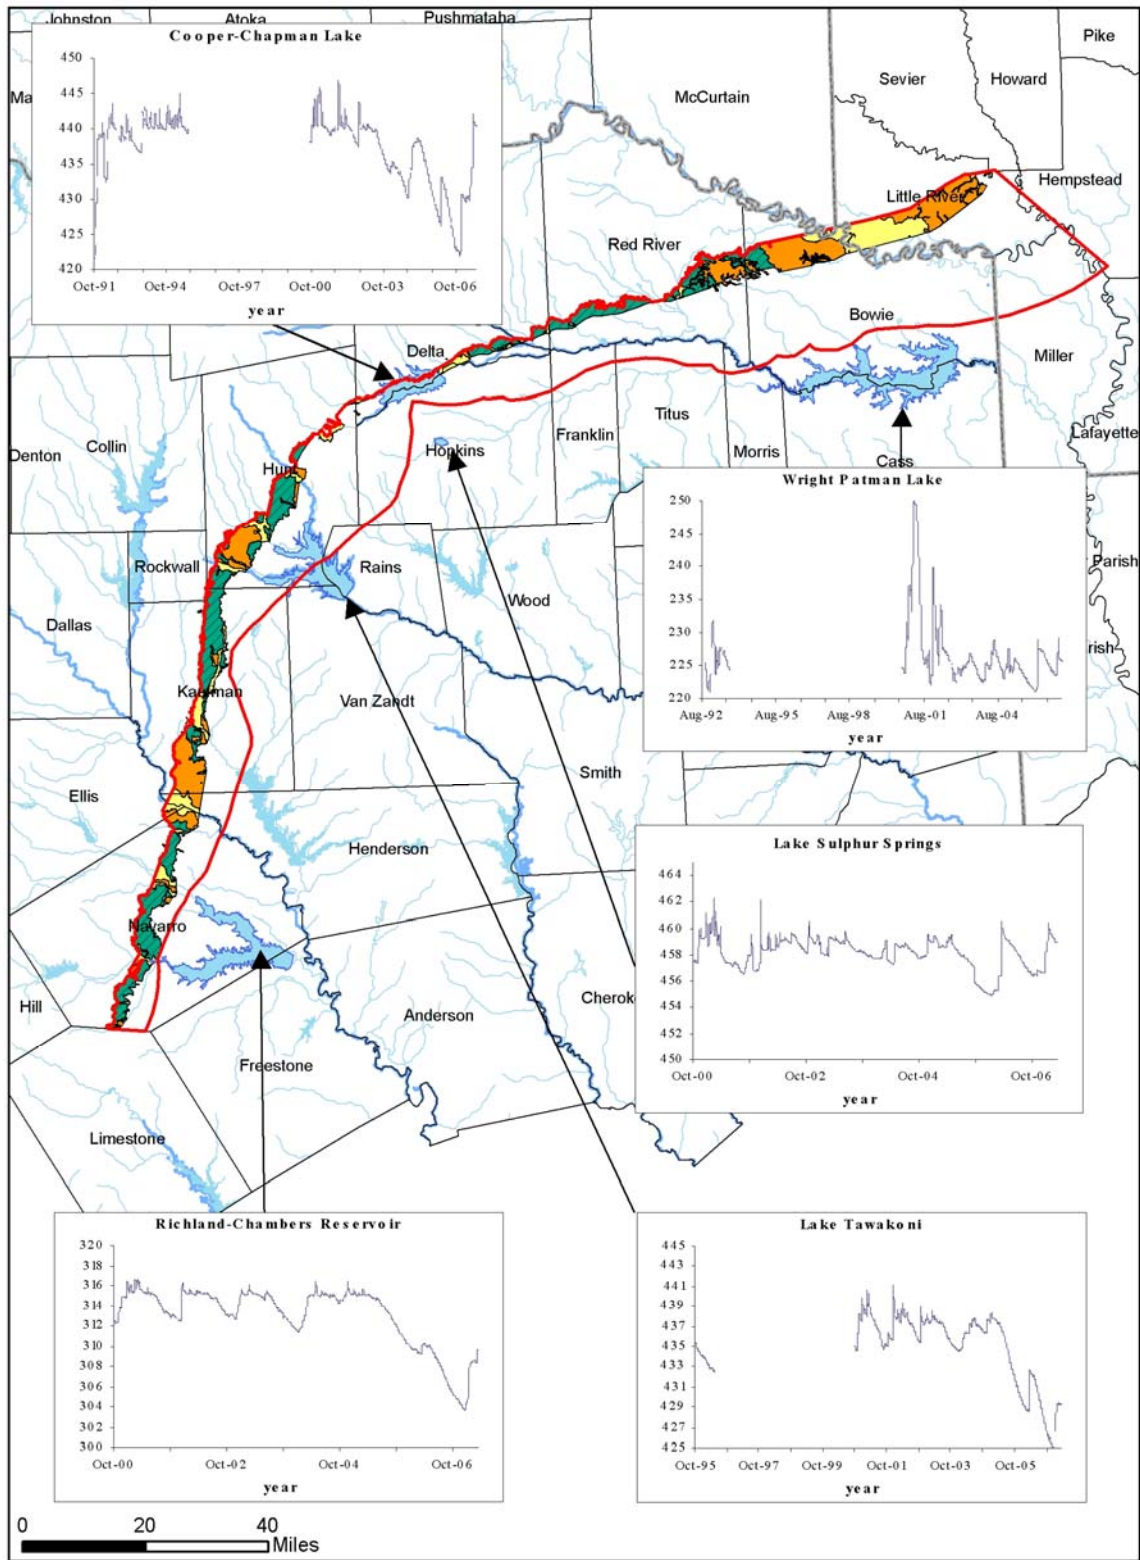 Johnston
Atoka
Pushmataha
Pike
Sevier
Howard
McCurtain
Ma
Hempstead
Little River
Red River
Bowie
Miller
Delta
Lafayette
Titus
Franklin
Morris
Cass
Hopkins
Collin
Denton
Hunt
Rockwall
Rains
Wood
Parish
rish
Dallas
Kaufman
Van Zandt
Smith
Ellis
Henderson
Navarro
Hill
Anderson
Cherok
Freestone
Limestone
Cooper-Chapman Lake
450
445
440
435
430
425
420
Oct-91 Oct-94 Oct-97 Oct-00 Oct-03 Oct-06
year
Wright Patman Lake
250
245
240
235
230
225
220
Aug-92 Aug-95 Aug-98 Aug-01 Aug-04
year
Lake Sulphur Springs
464
462
460
458
456
454
452
450
Oct-00 Oct-02 Oct-04 Oct-06
year
Richland-Chambers Reservoir
320
318
316
314
312
310
308
306
304
302
300
Oct-00 Oct-02 Oct-04 Oct-06
year
Lake Tawakoni
445
443
441
439
437
435
433
431
429
427
425
Oct-95 Oct-97 Oct-99 Oct-01 Oct-03 Oct-05
year
0 20 40
Miles